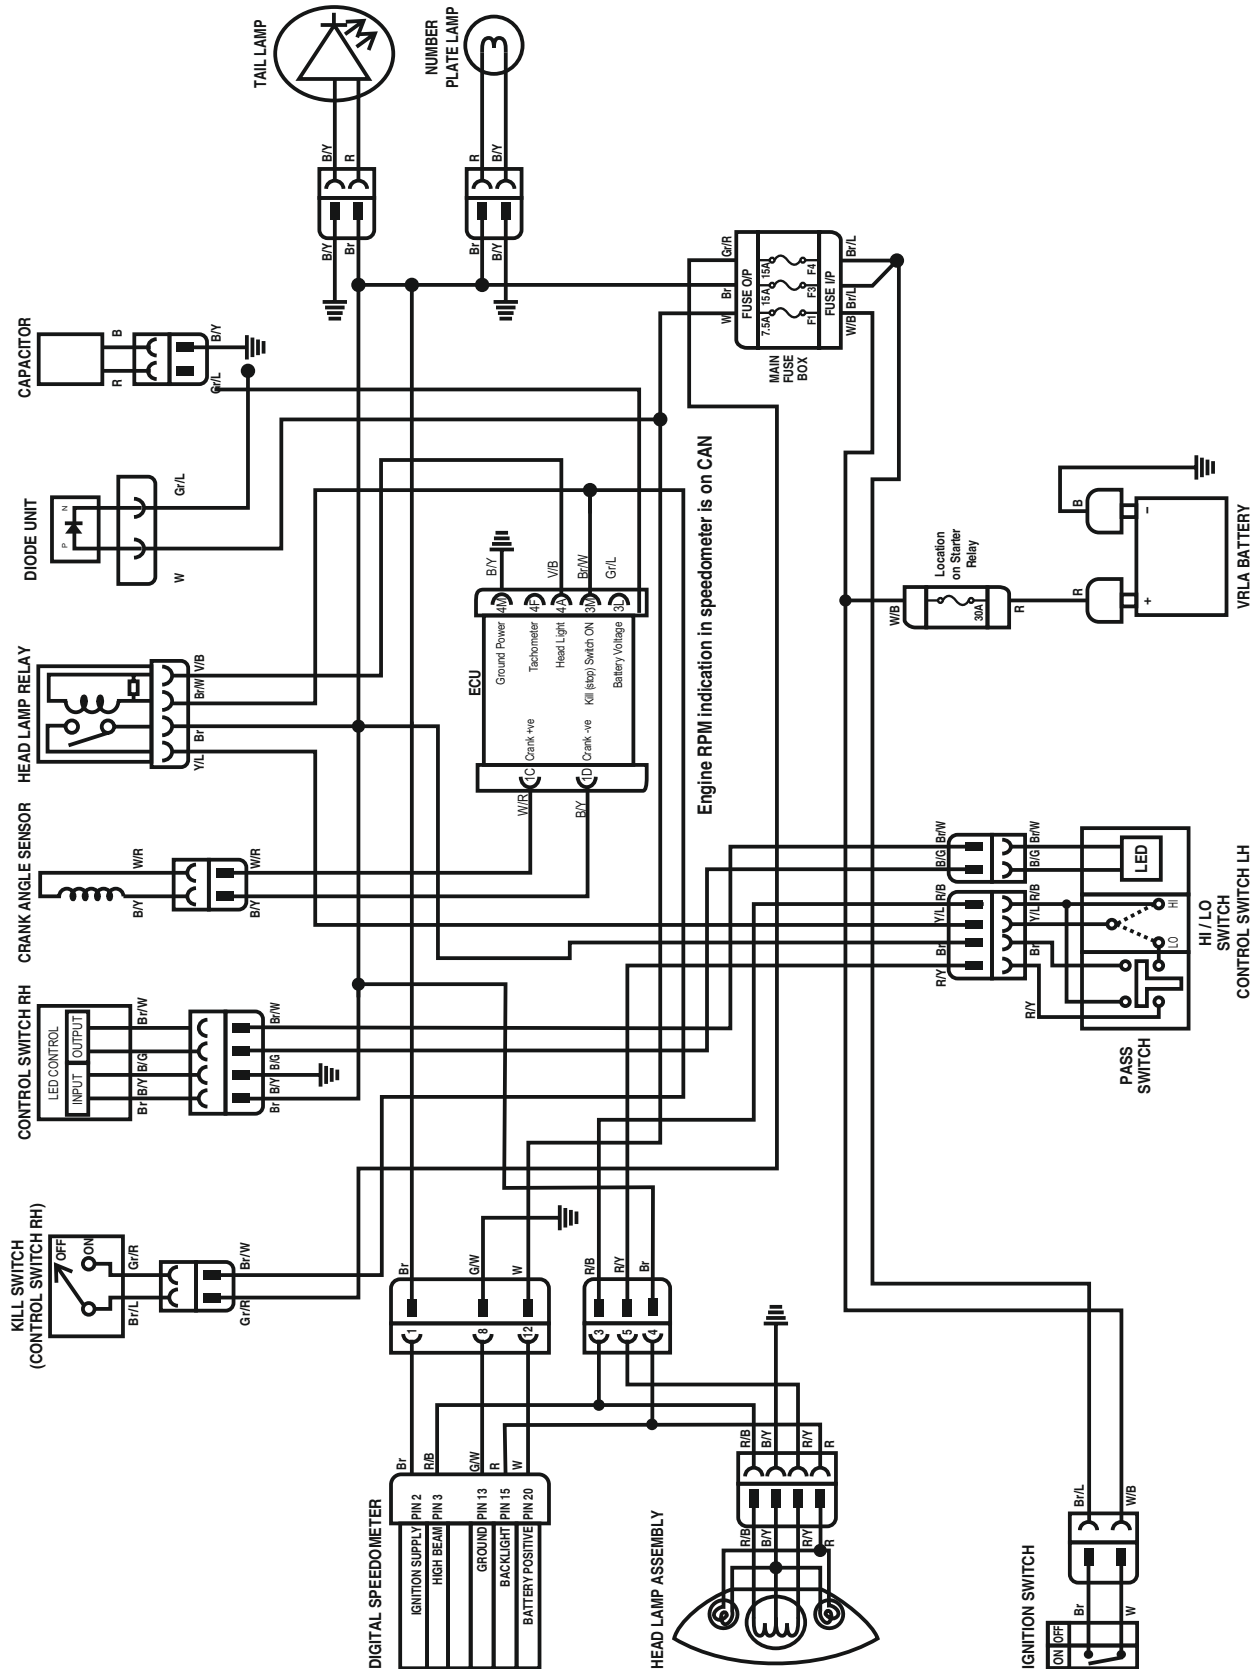 TAIL LAMP
B/Y
R
B/Y
Br
NUMBER
PLATE LAMP
R
B/Y
Br
B/Y
CAPACITOR
B
R
B/Y
Gr/L
DIODE UNIT
P
N
Gr/L
W
HEAD LAMP RELAY
V/B
Br/W
Br
Y/L
CRANK ANGLE SENSOR
W/R
B/Y
W/R
B/Y
CONTROL SWITCH RH
LED CONTROL
INPUT
OUTPUT
Br
B/Y
B/G
Br/W
Br
B/Y
B/G
Br/W
KILL SWITCH
(CONTROL SWITCH RH)
OFF
ON
Gr/R
Br/L
Br/W
Gr/R
Gr/R
Br
W
FUSE O/P
15A
15A
7.5A
F4
F3
F1
FUSE I/P
Br/L
Br/L
W/B
MAIN
FUSE
BOX
ECU
B/Y
V/B
Br/W
Gr/L
4M
4F
4A
3M
3L
Ground Power
Tachometer
Head Light
Kill (stop) Switch ON
Battery Voltage
Crank +ve
Crank -ve
1C
1D
W/R
B/Y
Engine RPM indication in speedometer is on CAN
Location
on Starter
Relay
W/B
30A
R
R
B
+
-
VRLA BATTERY
Br/W
B/G
R/B
Y/L
Br
R/Y
Br/W
B/G
R/B
Y/L
Br
R/Y
LED
HI
LO
HI / LO
SWITCH
CONTROL SWITCH LH
PASS
SWITCH
Br
G/W
W
1
8
12
R/B
R/Y
Br
3
5
4
DIGITAL SPEEDOMETER
Br
R/B
G/W
R
W
PIN 2
PIN 3
PIN 13
PIN 15
PIN 20
IGNITION SUPPLY
HIGH BEAM
GROUND
BACKLIGHT
BATTERY POSITIVE
HEAD LAMP ASSEMBLY
R/B
B/Y
R/Y
R
R/B
B/Y
R/Y
R
IGNITION SWITCH
Br/L
W/B
Br
W
ON
OFF